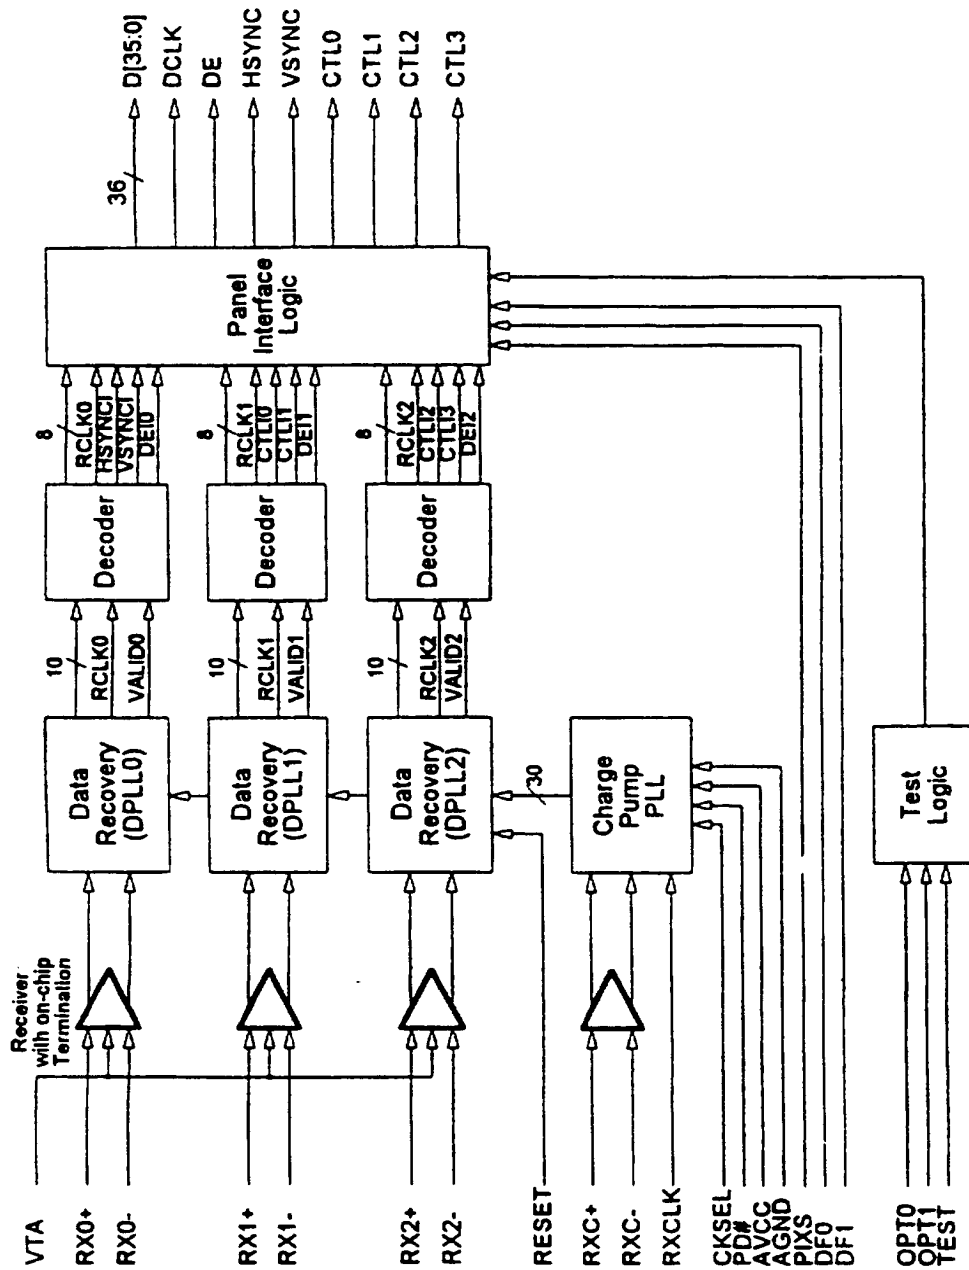 VTA
RX0+
RX0-
RX1+
RX1-
RX2+
RX2-
RESET
RXC+
RXC-
RXCLK
CKSEL
PD#
AVCC
AGND
PIXS
DF0
DF1
OPT0
OPT1
TEST
Receiver
with on-chip
Termination
Data
Recovery
(DPLL0)
Data
Recovery
(DPLL1)
Data
Recovery
(DPLL2)
30
Charge
Pump
PLL
Test
Logic
10
RCLK0
VALID0
10
RCLK1
VALID1
10
RCLK2
VALID2
Decoder
Decoder
Decoder
8
RCLK0
HSYNCI
VSYNCI
DEI0
8
RCLK1
CTLI0
CTLI1
DEI1
8
RCLK2
CTLI2
CTLI3
DEI2
Panel
Interface
Logic
36
D[35:0]
DCLK
DE
HSYNC
VSYNC
CTL0
CTL1
CTL2
CTL3